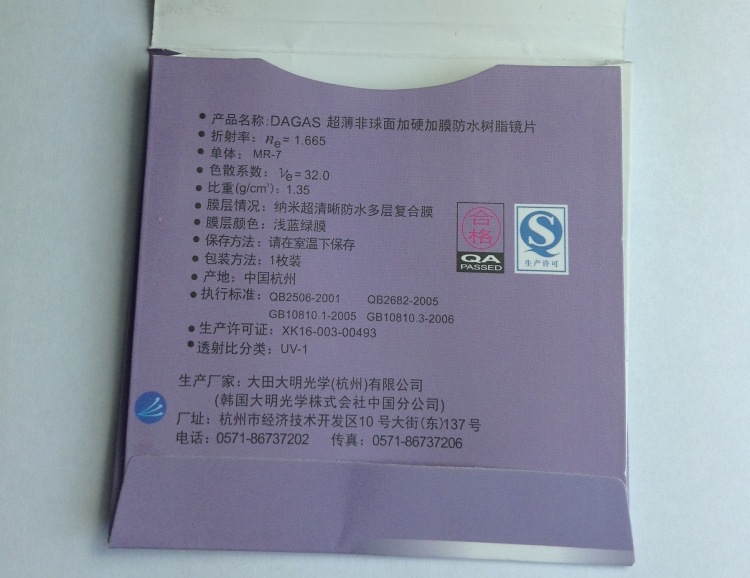 ● 产品名称:DAGAS 超薄非球面加硬加膜防水树脂镜片
● 折射率：ne= 1.665
● 单体：MR-7
● 色散系数：νe=32.0
● 比重(g/cm³)：1.35
● 膜层情况：纳米超清晰防水多层复合膜
● 膜层颜色：浅蓝绿膜
● 保存方法：请在室温下保存
● 包装方法：1枚装
● 产地：中国杭州
● 执行标准：QB2506-2001 QB2682-2005
GB10810.1-2005 GB10810.3-2006
● 生产许可证：XK16-003-00493
● 透射比分类：UV-1
合格
QA
PASSED
生产许可
生产厂家：大田大明光学(杭州)有限公司
(韩国大明光学株式会社中国分公司)
厂址：杭州市经济技术开发区10号大街(东)137号
电话：0571-86737202 传真：0571-86737206